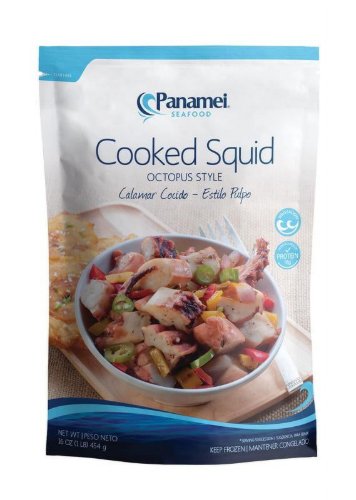 Panamei
SEAFOOD
Cooked Squid
OCTOPUS STYLE
Calamar Cocido - Estilo Pulpo
PROTEIN
NET WT | PESO NETO
16 OZ (1 LB) 454 g
KEEP FROZEN | MANTENER CONGELADO